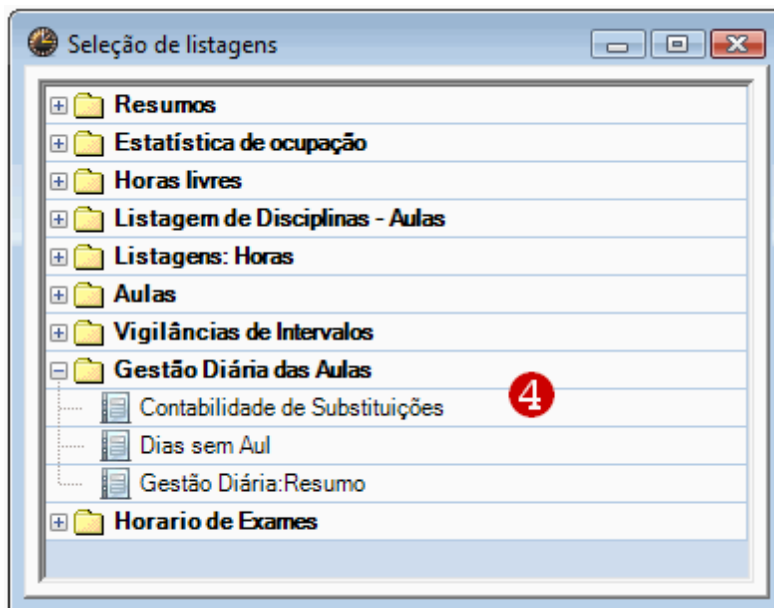 Seleção de listagens
Resumos
Estatística de ocupação
Horas livres
Listagem de Disciplinas - Aulas
Listagens: Horas
Aulas
Vigilâncias de Intervalos
Gestão Diária das Aulas
4
Contabilidade de Substituições
Dias sem Aul
Gestão Diária:Resumo
Horario de Exames